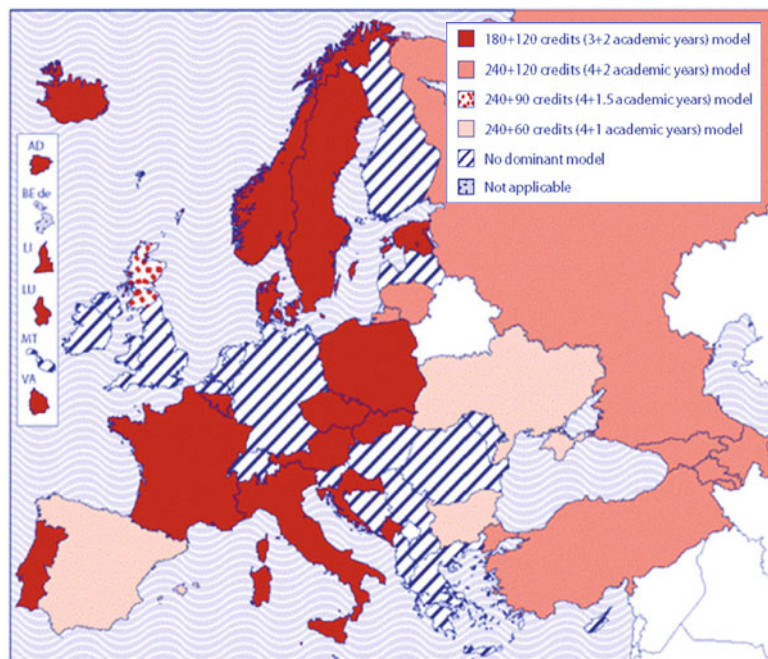 180+120 credits (3+2 academic years) model
240+120 credits (4+2 academic years) model
240+90 credits (4+1.5 academic years) model
240+60 credits (4+1 academic years) model
No dominant model
Not applicable
AD
BE de
LI
LU
MT
VA